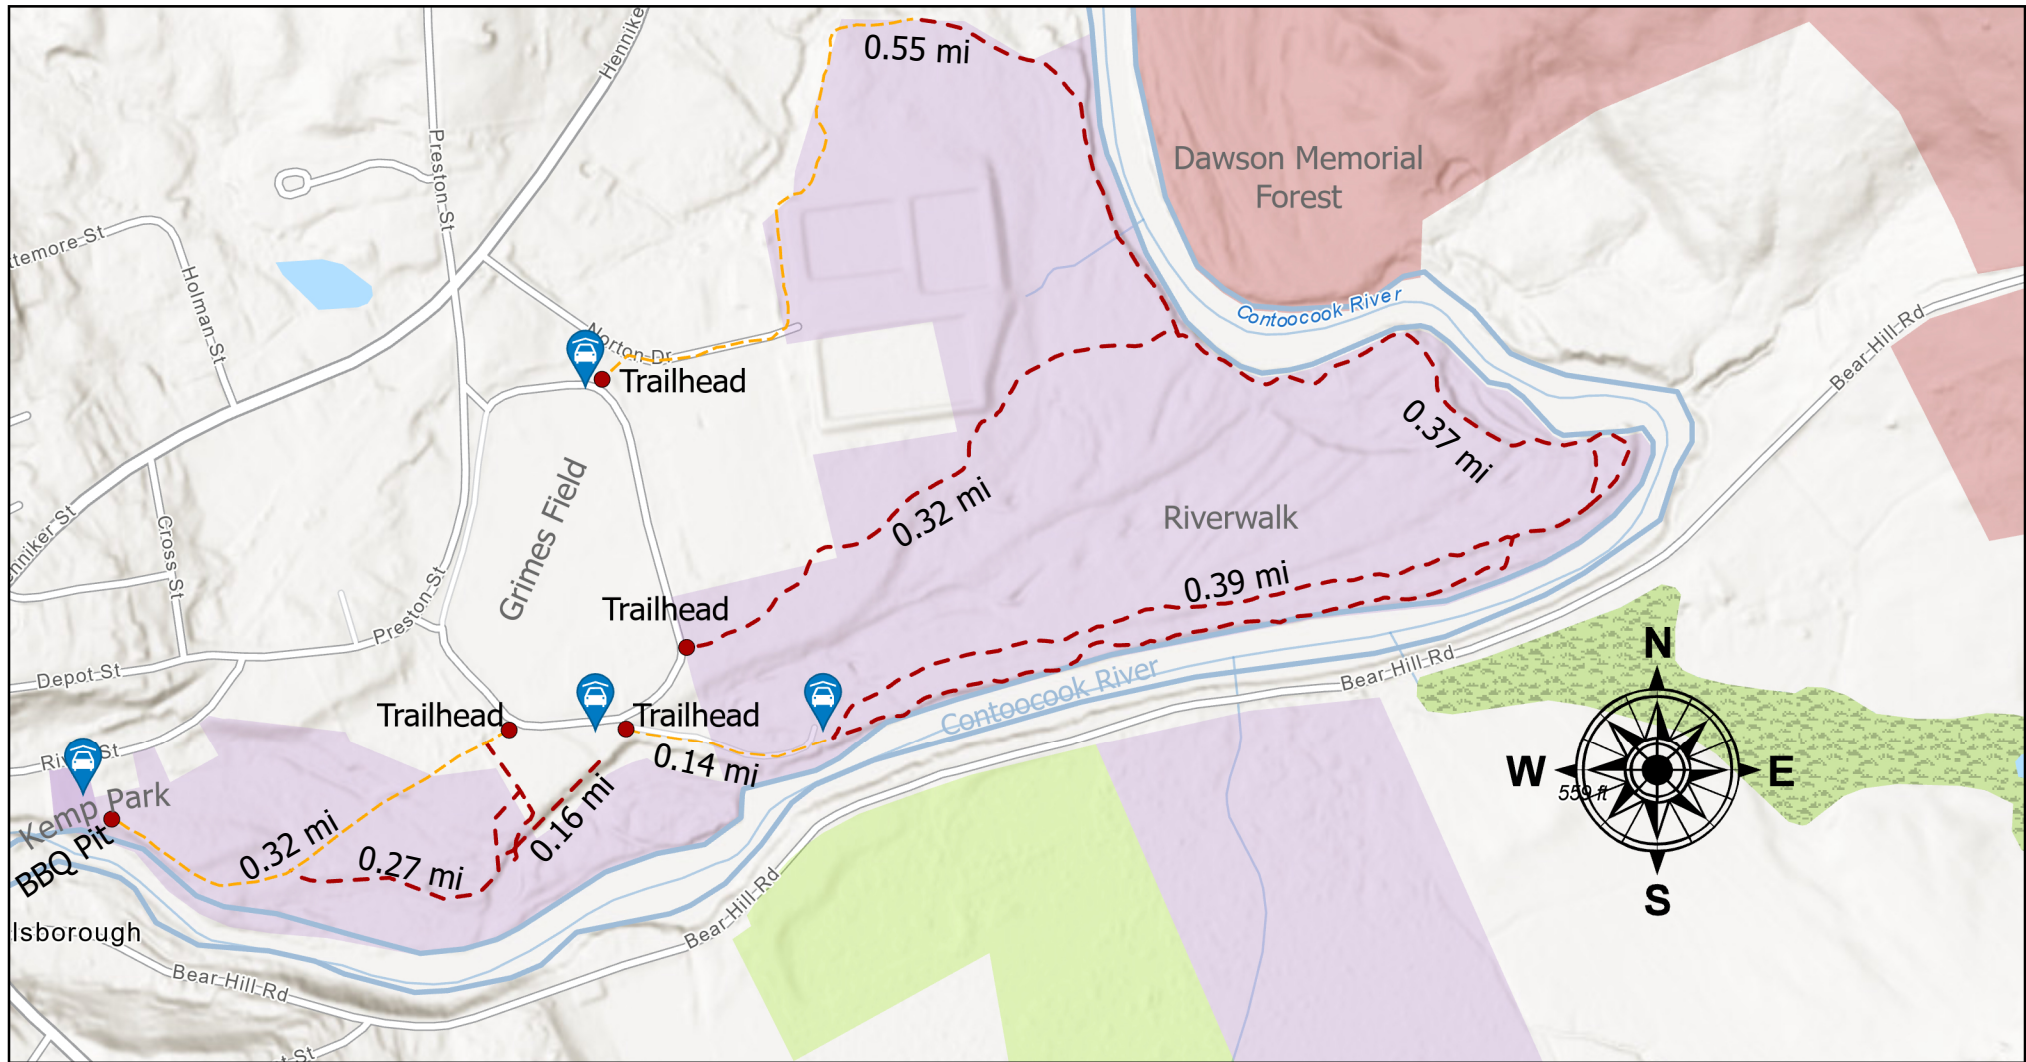 0.55 mi
Hennike
Preston St
Dawson Memorial
Forest
ttemore St
Holman St
Contoocook River
Bear Hill Rd
Norton Dr
Trailhead
0.37 mi
Grimes Field
0.32 mi
Riverwalk
enniker St
Cross St
0.39 mi
Preston St
Trailhead
Depot St
Bear Hill Rd
Contoocook River
N
Trailhead
Trailhead
0.14 mi
W
E
559 ft
S
Kemp Park
BBQ Pit
0.32 mi
0.27 mi
0.16 mi
lsborough
Bear Hill Rd
Bear Hill Rd